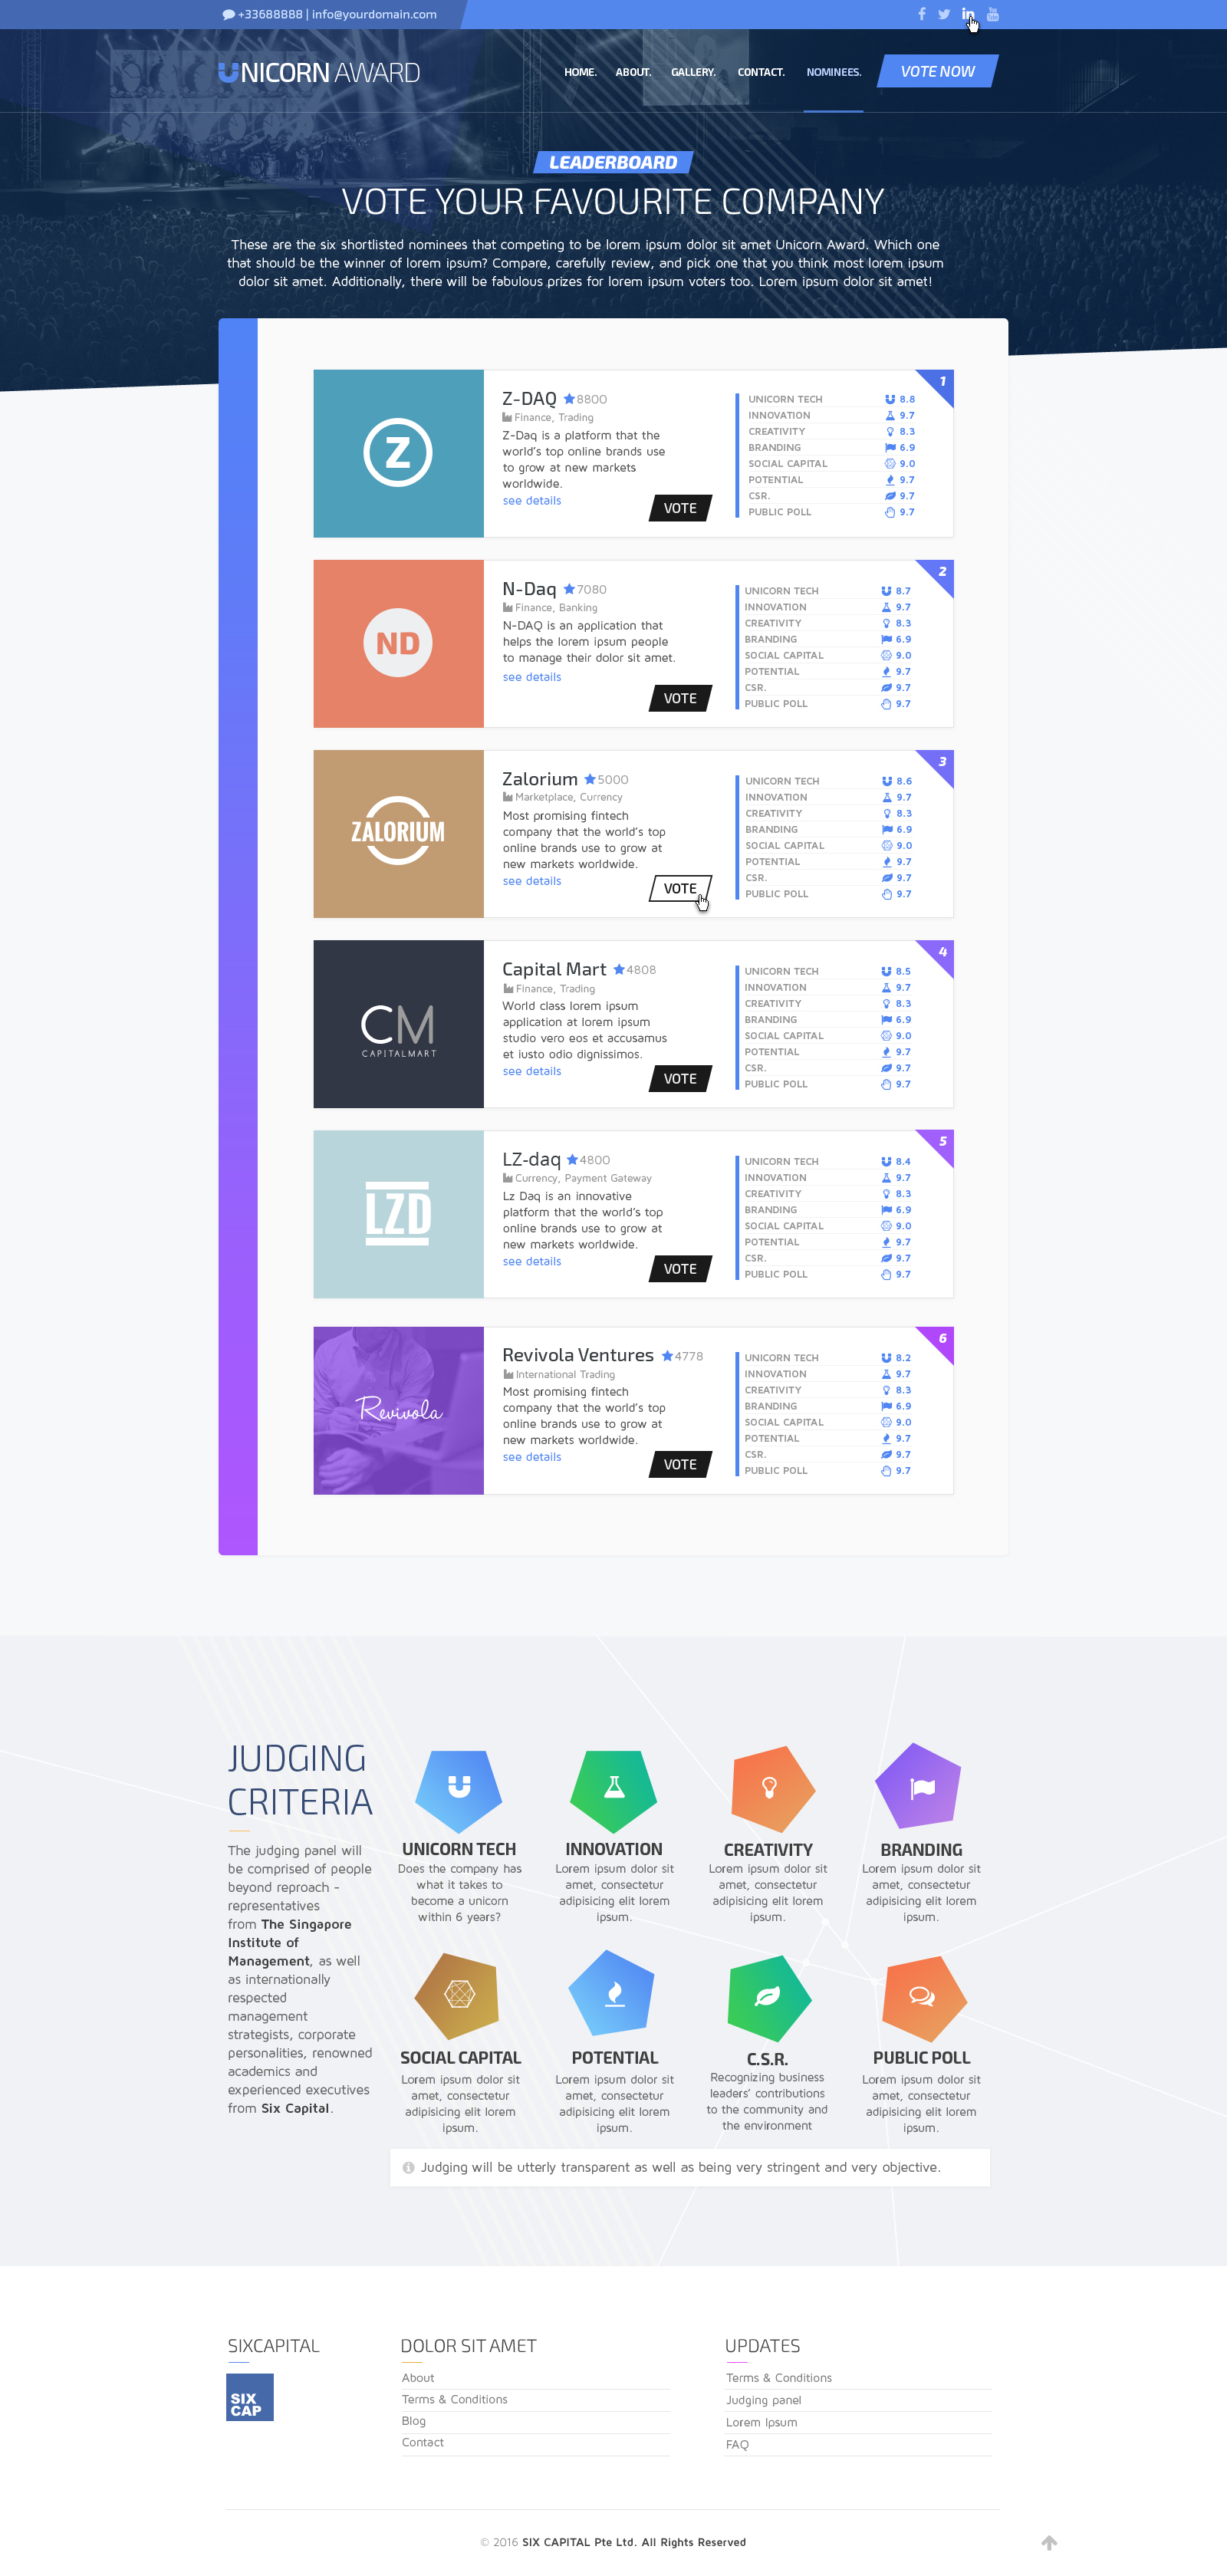 +33688888 | info@yourdomain.com
UNICORN AWARD
HOME. ABOUT. GALLERY. CONTACT. NOMINEES. VOTE NOW
LEADERBOARD
VOTE YOUR FAVOURITE COMPANY
These are the six shortlisted nominees that competing to be lorem ipsum dolor sit amet Unicorn Award. Which one
that should be the winner of lorem ipsum? Compare, carefully review, and pick one that you think most lorem ipsum
dolor sit amet. Additionally, there will be fabulous prizes for lorem ipsum voters too. Lorem ipsum dolor sit amet!
Z
Z-DAQ 8800
Finance, Trading
Z-Daq is a platform that the
world's top online brands use
to grow at new markets
worldwide.
see details
VOTE
1
UNICORN TECH 8.8
INNOVATION 9.7
CREATIVITY 8.3
BRANDING 6.9
SOCIAL CAPITAL 9.0
POTENTIAL 9.7
CSR. 9.7
PUBLIC POLL 9.7
ND
N-Daq 7080
Finance, Banking
N-DAQ is an application that
helps the lorem ipsum people
to manage their dolor sit amet.
see details
VOTE
2
UNICORN TECH 8.7
INNOVATION 9.7
CREATIVITY 8.3
BRANDING 6.9
SOCIAL CAPITAL 9.0
POTENTIAL 9.7
CSR. 9.7
PUBLIC POLL 9.7
ZALORIUM
Zalorium 5000
Marketplace, Currency
Most promising fintech
company that the world's top
online brands use to grow at
new markets worldwide.
see details
VOTE
3
UNICORN TECH 8.6
INNOVATION 9.7
CREATIVITY 8.3
BRANDING 6.9
SOCIAL CAPITAL 9.0
POTENTIAL 9.7
CSR. 9.7
PUBLIC POLL 9.7
CM
CAPITALMART
Capital Mart 4808
Finance, Trading
World class lorem ipsum
application at lorem ipsum
studio vero eos et accusamus
et iusto odio dignissimos.
see details
VOTE
4
UNICORN TECH 8.5
INNOVATION 9.7
CREATIVITY 8.3
BRANDING 6.9
SOCIAL CAPITAL 9.0
POTENTIAL 9.7
CSR. 9.7
PUBLIC POLL 9.7
LZD
LZ-daq 4800
Currency, Payment Gateway
Lz Daq is an innovative
platform that the world's top
online brands use to grow at
new markets worldwide.
see details
VOTE
5
UNICORN TECH 8.4
INNOVATION 9.7
CREATIVITY 8.3
BRANDING 6.9
SOCIAL CAPITAL 9.0
POTENTIAL 9.7
CSR. 9.7
PUBLIC POLL 9.7
Revivola
Revivola Ventures 4778
International Trading
Most promising fintech
company that the world's top
online brands use to grow at
new markets worldwide.
see details
VOTE
6
UNICORN TECH 8.2
INNOVATION 9.7
CREATIVITY 8.3
BRANDING 6.9
SOCIAL CAPITAL 9.0
POTENTIAL 9.7
CSR. 9.7
PUBLIC POLL 9.7
JUDGING
CRITERIA
The judging panel will
be comprised of people
beyond reproach -
representatives
from The Singapore
Institute of
Management, as well
as internationally
respected
management
strategists, corporate
personalities, renowned
academics and
experienced executives
from Six Capital.
UNICORN TECH
Does the company has
what it takes to
become a unicorn
within 6 years?
INNOVATION
Lorem ipsum dolor sit
amet, consectetur
adipisicing elit lorem
ipsum.
CREATIVITY
Lorem ipsum dolor sit
amet, consectetur
adipisicing elit lorem
ipsum.
BRANDING
Lorem ipsum dolor sit
amet, consectetur
adipisicing elit lorem
ipsum.
SOCIAL CAPITAL
Lorem ipsum dolor sit
amet, consectetur
adipisicing elit lorem
ipsum.
POTENTIAL
Lorem ipsum dolor sit
amet, consectetur
adipisicing elit lorem
ipsum.
C.S.R.
Recognizing business
leaders' contributions
to the community and
the environment
PUBLIC POLL
Lorem ipsum dolor sit
amet, consectetur
adipisicing elit lorem
ipsum.
Judging will be utterly transparent as well as being very stringent and very objective.
SIXCAPITAL
SIX
CAP
DOLOR SIT AMET
About
Terms & Conditions
Blog
Contact
UPDATES
Terms & Conditions
Judging panel
Lorem Ipsum
FAQ
© 2016 SIX CAPITAL Pte Ltd. All Rights Reserved